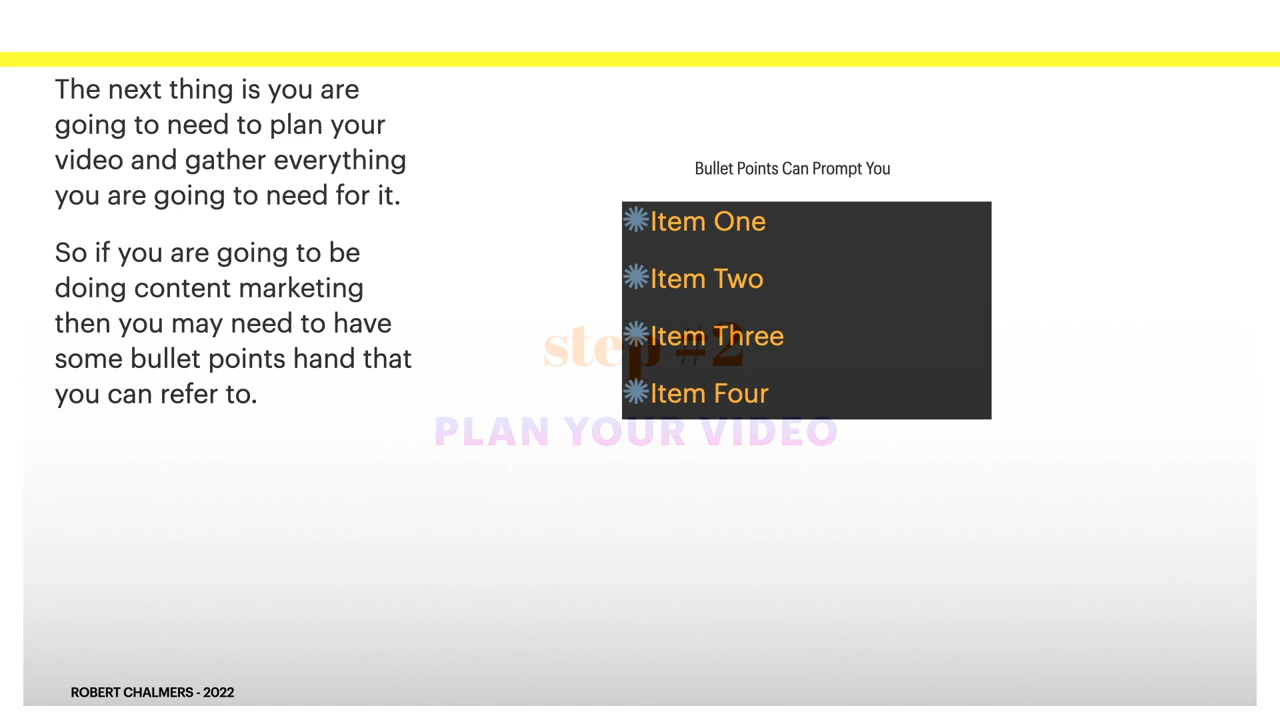 The next thing is you are
going to need to plan your
video and gather everything
you are going to need for it.
So if you are going to be
doing content marketing
then you may need to have
some bullet points hand that
you can refer to.
Bullet Points Can Prompt You
Item One
Item Two
Item Three
Item Four
step #2
PLAN YOUR VIDEO
ROBERT CHALMERS - 2022